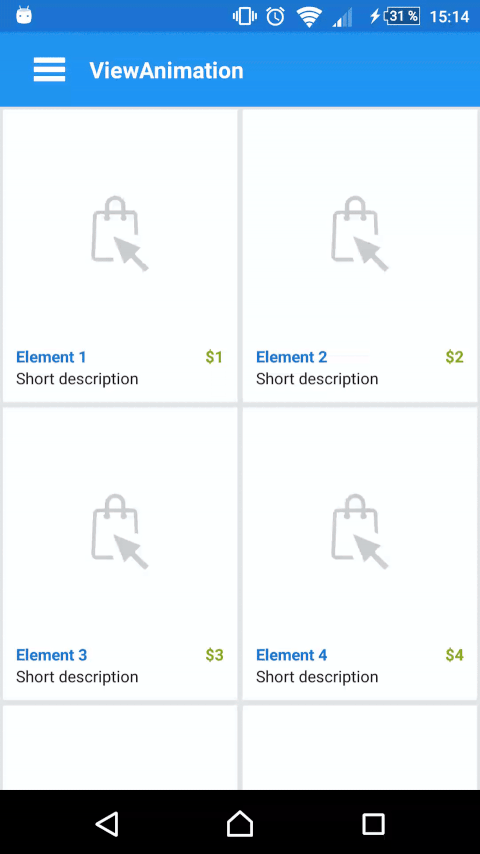 31 % 15:14
ViewAnimation
Element 1 $1
Short description
Element 2 $2
Short description
Element 3 $3
Short description
Element 4 $4
Short description